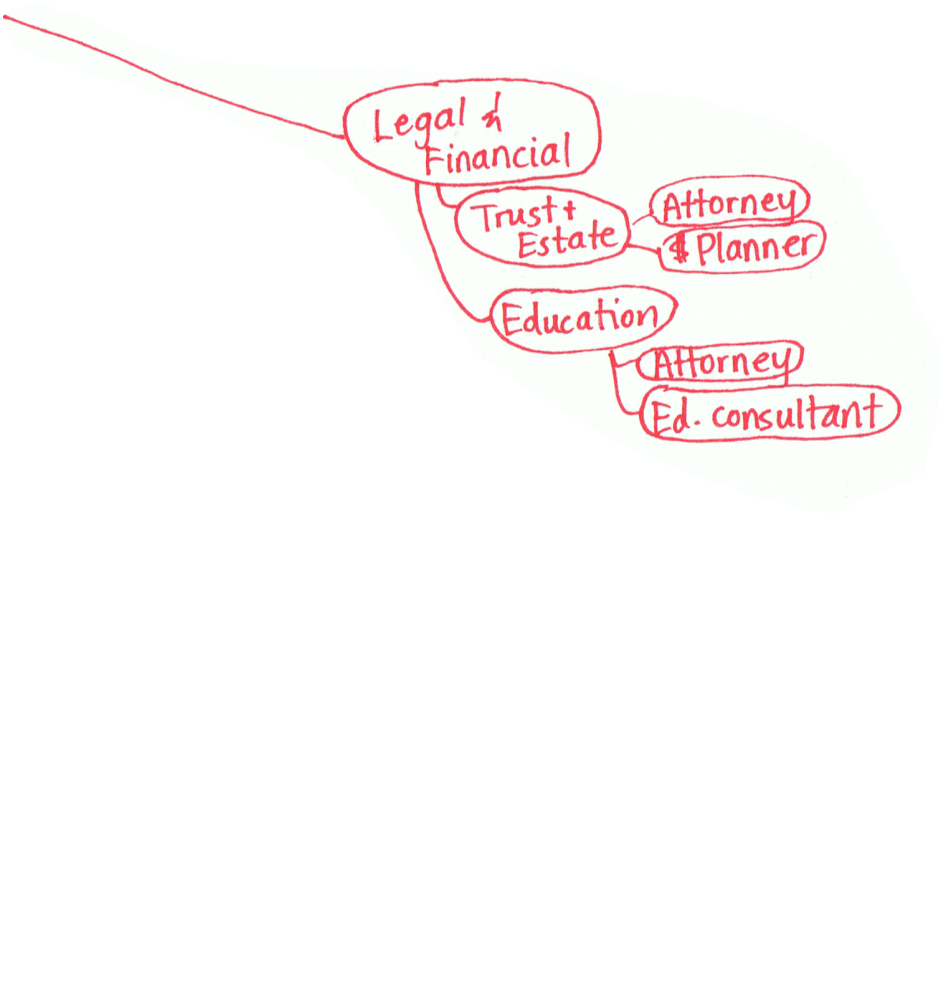 Legal &
Financial
Trust +
Estate
Attorney
$ Planner
Education
Attorney
Ed. consultant